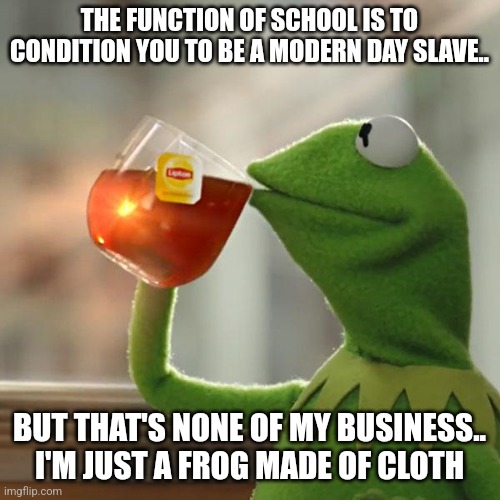 THE FUNCTION OF SCHOOL IS TO
CONDITION YOU TO BE A MODERN DAY SLAVE..
Lipton
BUT THAT'S NONE OF MY BUSINESS..
I'M JUST A FROG MADE OF CLOTH
imgflip.com